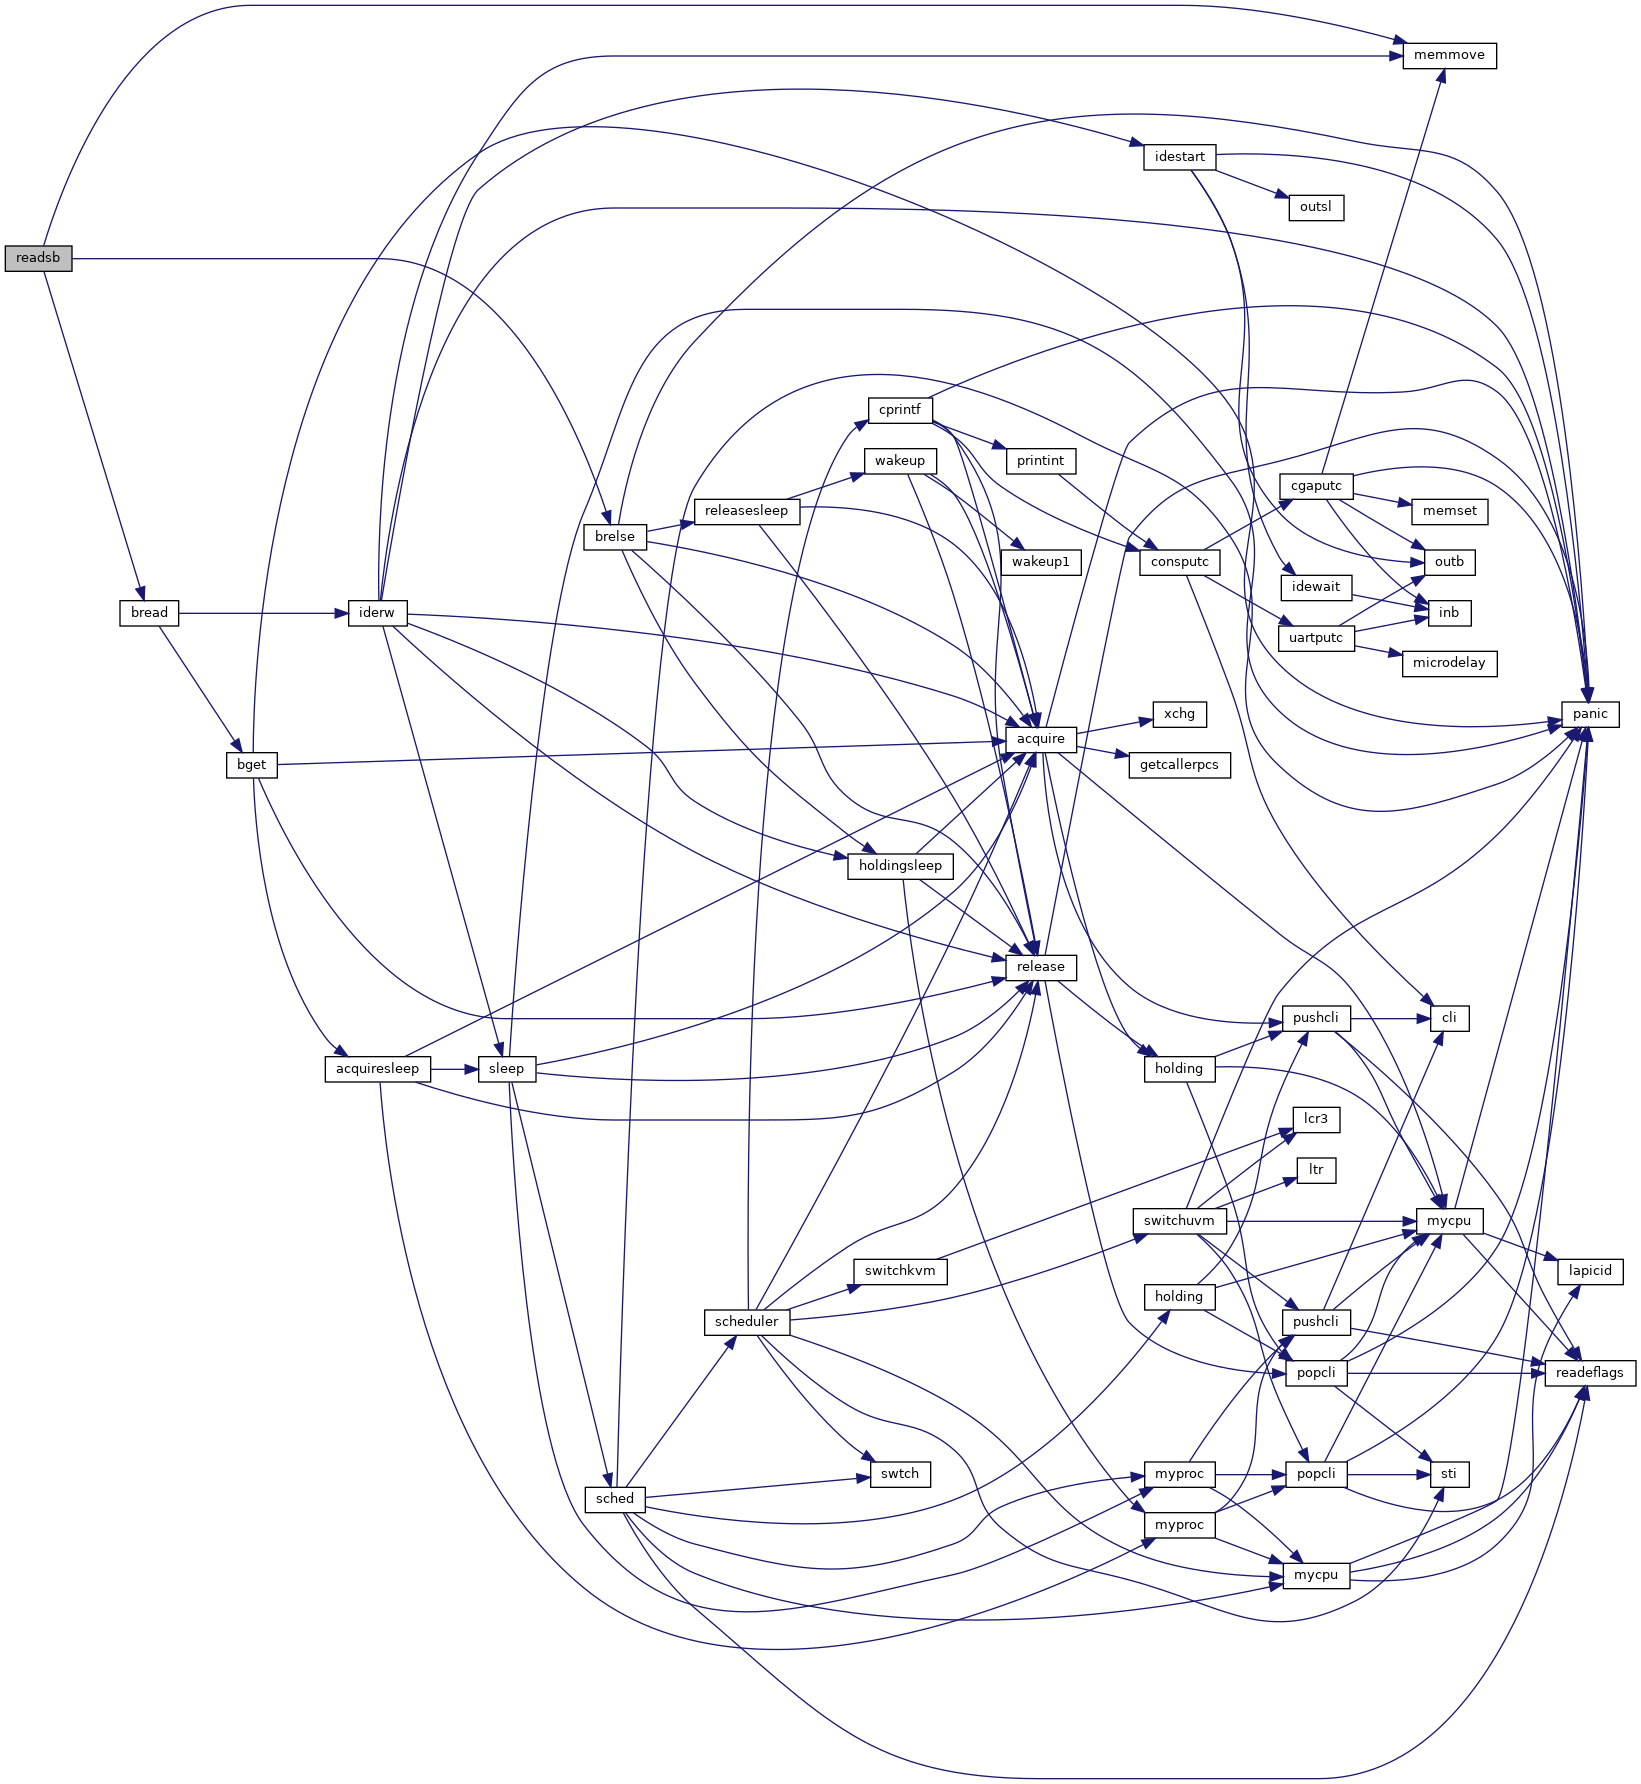 memmove
idestart
outsl
readsb
cprintf
wakeup
printint
cgaputc
releasesleep
memset
brelse
wakeup1
consputc
outb
idewait
bread
iderw
inb
uartputc
microdelay
xchg
panic
acquire
bget
getcallerpcs
holdingsleep
release
pushcli
cli
acquiresleep
sleep
holding
lcr3
ltr
switchuvm
mycpu
switchkvm
lapicid
holding
scheduler
pushcli
popcli
readeflags
swtch
myproc
popcli
sti
sched
myproc
mycpu